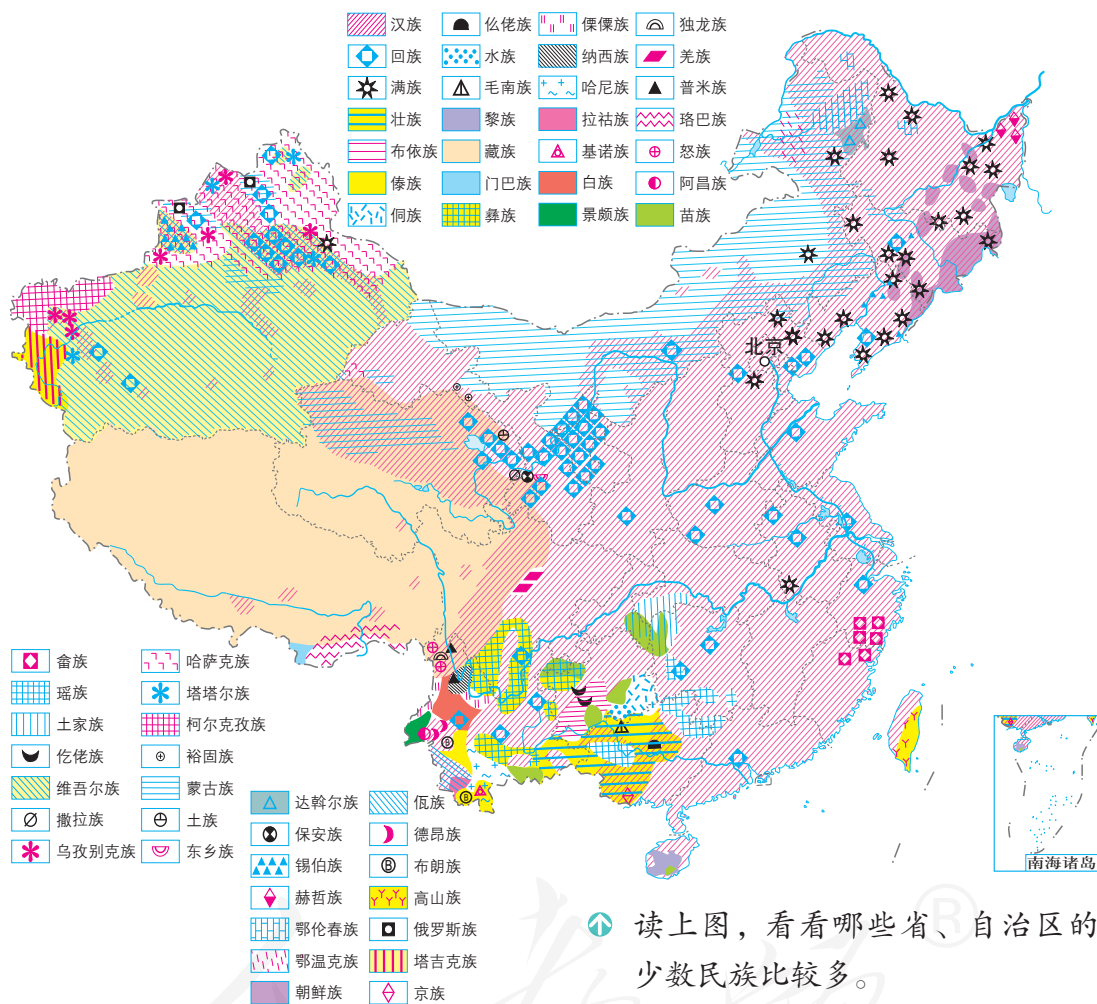 汉族 仫佬族 傈僳族 独龙族
回族 水族 纳西族 羌族
满族 毛南族 哈尼族 普米族
壮族 黎族 拉祜族 珞巴族
布依族 藏族 基诺族 怒族
傣族 门巴族 白族 阿昌族
侗族 彝族 景颇族 苗族
北京
畲族 哈萨克族
瑶族 塔塔尔族
土家族 柯尔克孜族
仡佬族 裕固族
维吾尔族 蒙古族
撒拉族 土族
乌孜别克族 东乡族
南海诸岛
达斡尔族 佤族
保安族 德昂族
锡伯族 Ⓑ 布朗族
赫哲族 高山族
鄂伦春族 俄罗斯族
鄂温克族 塔吉克族
朝鲜族 京族
读上图，看看哪些省、自治区的
少数民族比较多。
®